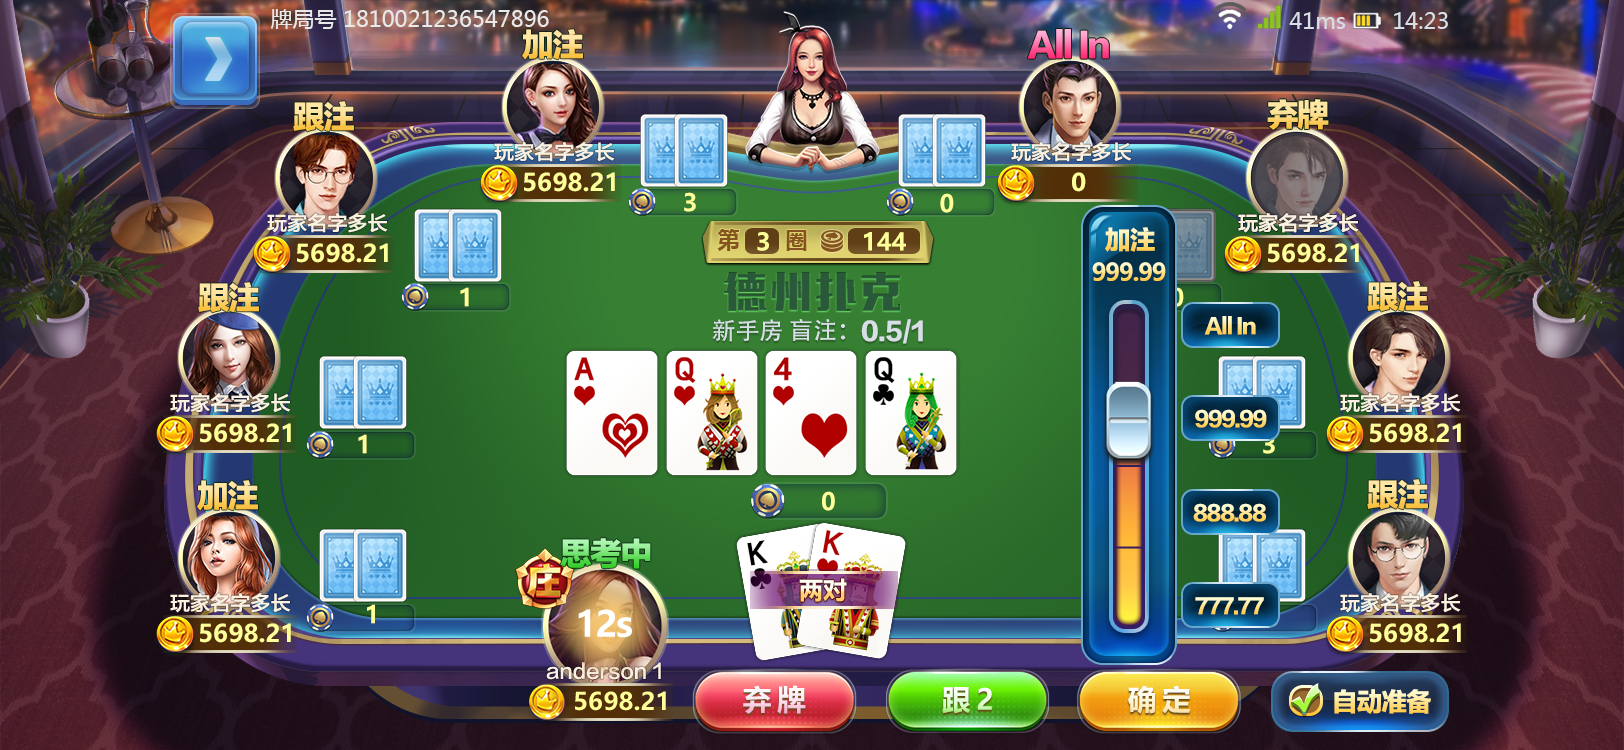 牌局号 1810021236547896
41ms
14:23
加注
All In
跟注
弃牌
玩家名字多长
5698.21
3
玩家名字多长
0
0
玩家名字多长
5698.21
1
玩家名字多长
5698.21
0
第 3 圈 144
德州扑克
新手房 盲注： 0.5/1
加注
999.99
All In
999.99
888.88
777.77
跟注
玩家名字多长
5698.21
1
跟注
玩家名字多长
5698.21
3
A
Q
4
Q
0
加注
玩家名字多长
5698.21
1
跟注
玩家名字多长
5698.21
思考中
庄
12s
anderson 1
5698.21
K
K
两对
弃牌
跟 2
确定
自动准备